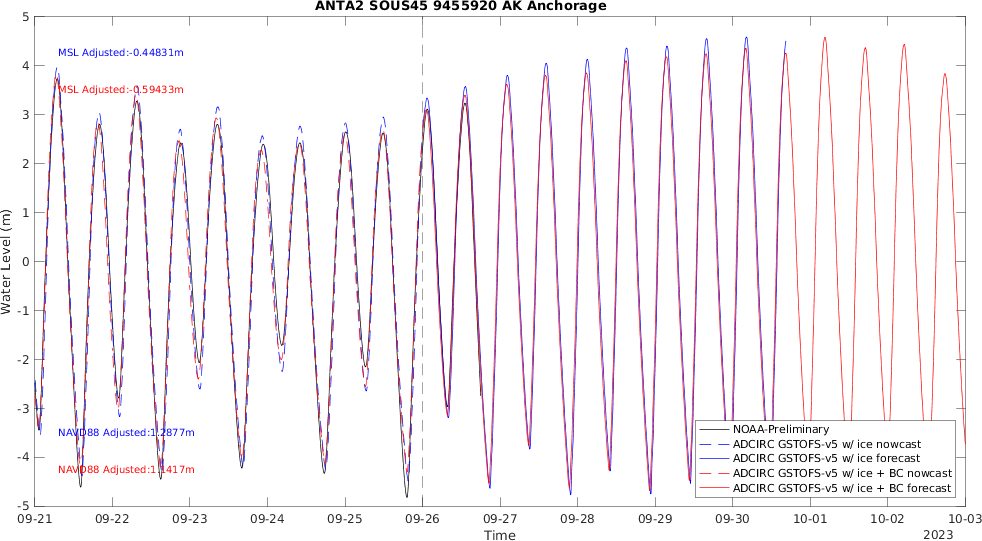 ANTA2 SOUS45 9455920 AK Anchorage
5
4
3
2
1
0
-1
-2
-3
-4
-5
Water Level (m)
MSL Adjusted:-0.44831m
MSL Adjusted:-0.59433m
NAVD88 Adjusted:1.2877m
NAVD88 Adjusted:1.1417m
NOAA-Preliminary
ADCIRC GSTOFS-v5 w/ ice nowcast
ADCIRC GSTOFS-v5 w/ ice forecast
ADCIRC GSTOFS-v5 w/ ice + BC nowcast
ADCIRC GSTOFS-v5 w/ ice + BC forecast
09-21 09-22 09-23 09-24 09-25 09-26 09-27 09-28 09-29 09-30 10-01 10-02 10-03
Time
2023